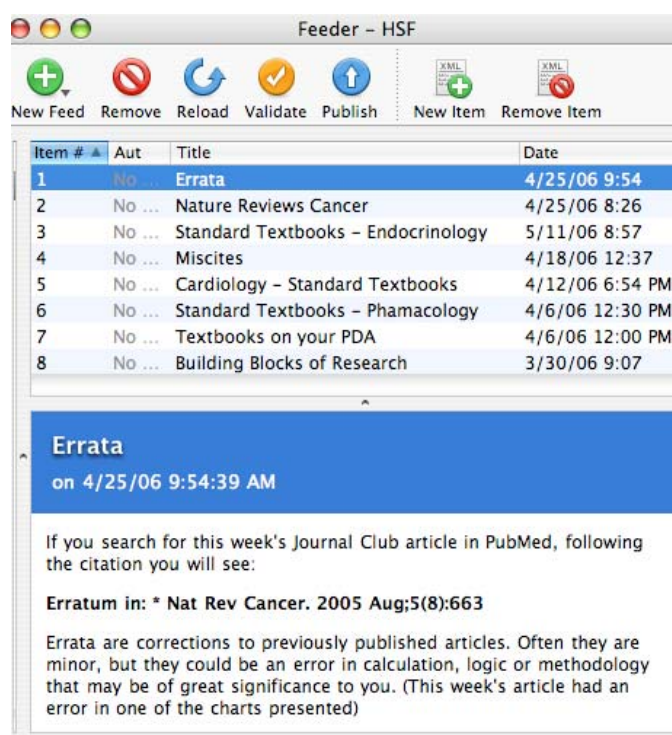 Feeder – HSF
New Feed Remove Reload Validate Publish New Item Remove Item
Item # Aut Title Date
1 No ... Errata 4/25/06 9:54
2 No ... Nature Reviews Cancer 4/25/06 8:26
3 No ... Standard Textbooks – Endocrinology 5/11/06 8:57
4 No ... Miscites 4/18/06 12:37
5 No ... Cardiology – Standard Textbooks 4/12/06 6:54 PM
6 No ... Standard Textbooks – Phamacology 4/6/06 12:30 PM
7 No ... Textbooks on your PDA 4/6/06 12:00 PM
8 No ... Building Blocks of Research 3/30/06 9:07
Errata
on 4/25/06 9:54:39 AM
If you search for this week's Journal Club article in PubMed, following
the citation you will see:
Erratum in: * Nat Rev Cancer. 2005 Aug;5(8):663
Errata are corrections to previously published articles. Often they are
minor, but they could be an error in calculation, logic or methodology
that may be of great significance to you. (This week's article had an
error in one of the charts presented)